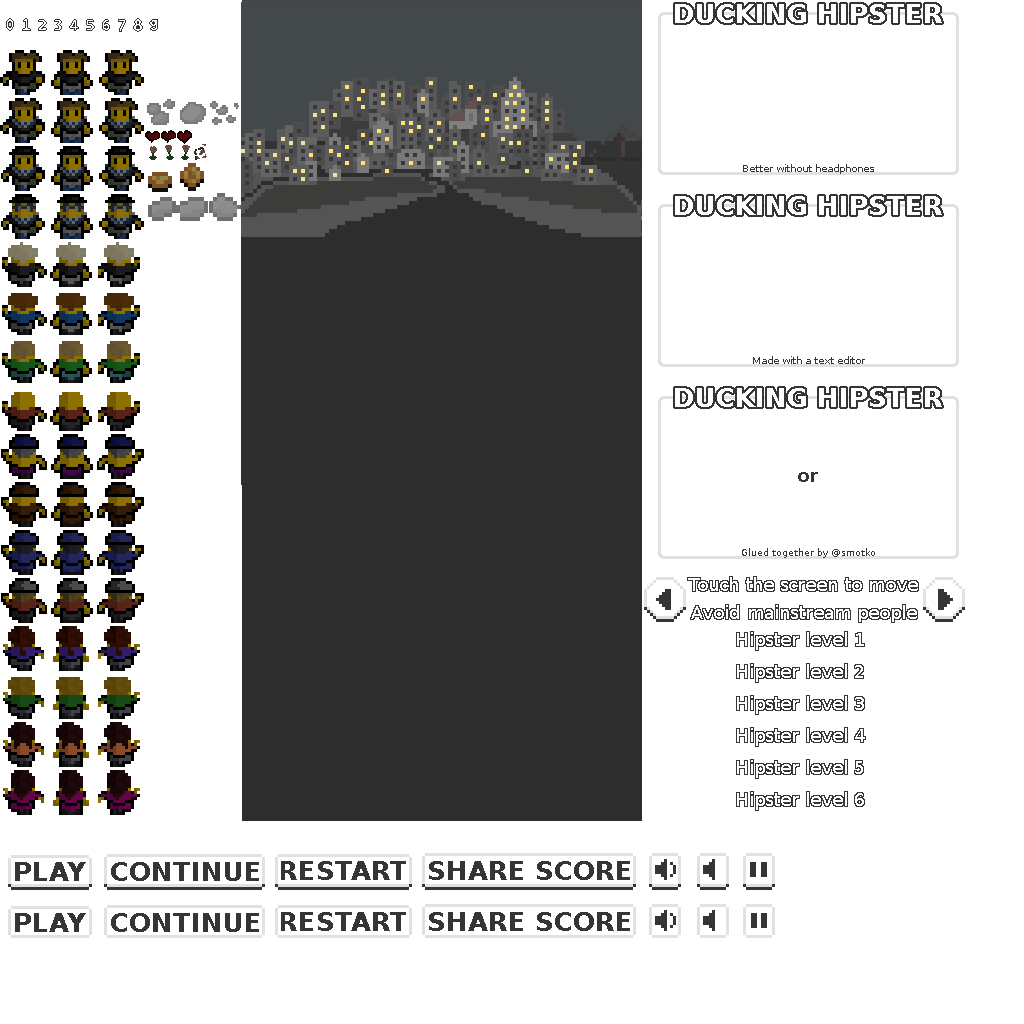 0 1 2 3 4 5 6 7 8 9
DUCKING HIPSTER
Better without headphones
DUCKING HIPSTER
Made with a text editor
DUCKING HIPSTER
or
Glued together by @smotko
Touch the screen to move
Avoid mainstream people
Hipster level 1
Hipster level 2
Hipster level 3
Hipster level 4
Hipster level 5
Hipster level 6
PLAY CONTINUE RESTART SHARE SCORE
PLAY CONTINUE RESTART SHARE SCORE